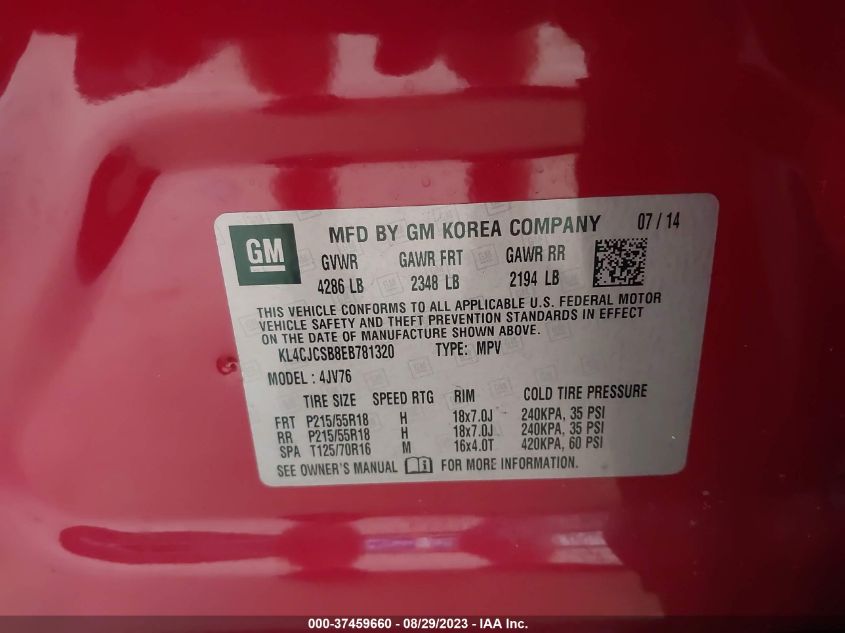 GM
MFD BY GM KOREA COMPANY 07 / 14
GVWR GAWR FRT GAWR RR
4286 LB 2348 LB 2194 LB
THIS VEHICLE CONFORMS TO ALL APPLICABLE U.S. FEDERAL MOTOR
VEHICLE SAFETY AND THEFT PREVENTION STANDARDS IN EFFECT
ON THE DATE OF MANUFACTURE SHOWN ABOVE.
KL4CJCSB8EB781320 TYPE: MPV
MODEL : 4JV76
TIRE SIZE SPEED RTG RIM COLD TIRE PRESSURE
FRT P215/55R18 H 18x7.0J 240KPA, 35 PSI
RR P215/55R18 H 18x7.0J 240KPA, 35 PSI
SPA T125/70R16 M 16x4.0T 420KPA, 60 PSI
SEE OWNER'S MANUAL FOR MORE INFORMATION.
000-37459660 - 08/29/2023 - IAA Inc.